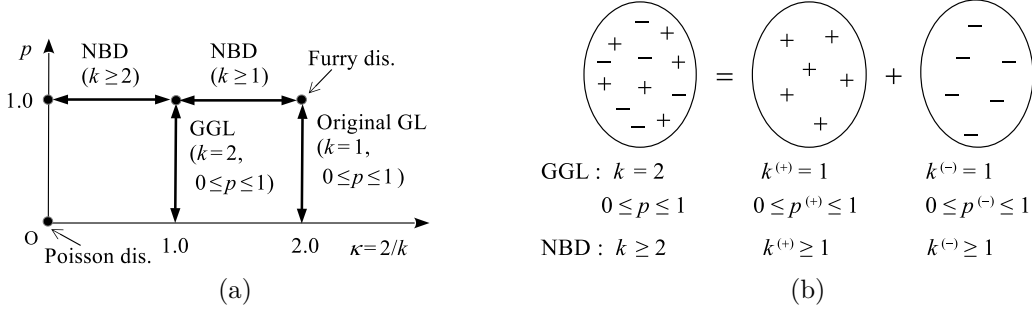 p
NBD
(k ≥ 2)
NBD
(k ≥ 1)
Furry dis.
1.0
GGL
(k = 2,
0 ≤ p ≤ 1)
Original GL
(k = 1,
0 ≤ p ≤ 1)
O
Poisson dis.
1.0
2.0
κ = 2/k
(a)
= +
GGL : k = 2 k⁽⁺⁾ = 1 k⁽⁻⁾ = 1
0 ≤ p ≤ 1 0 ≤ p⁽⁺⁾ ≤ 1 0 ≤ p⁽⁻⁾ ≤ 1
NBD : k ≥ 2 k⁽⁺⁾ ≥ 1 k⁽⁻⁾ ≥ 1
(b)